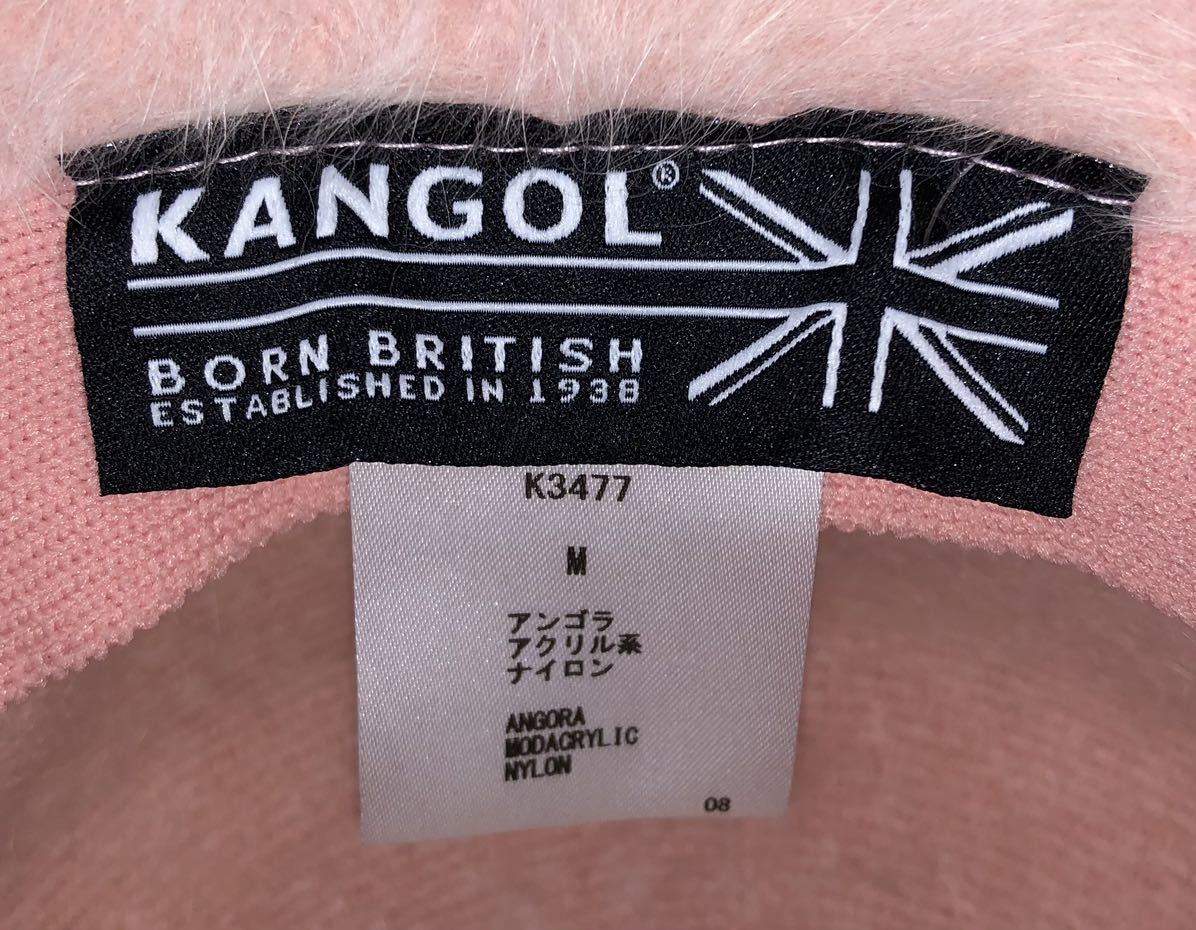 KANGOL®
BORN BRITISH
ESTABLISHED IN 1938
K3477
M
アンゴラ
アクリル系
ナイロン
ANGORA
MODACRYLIC
NYLON
08